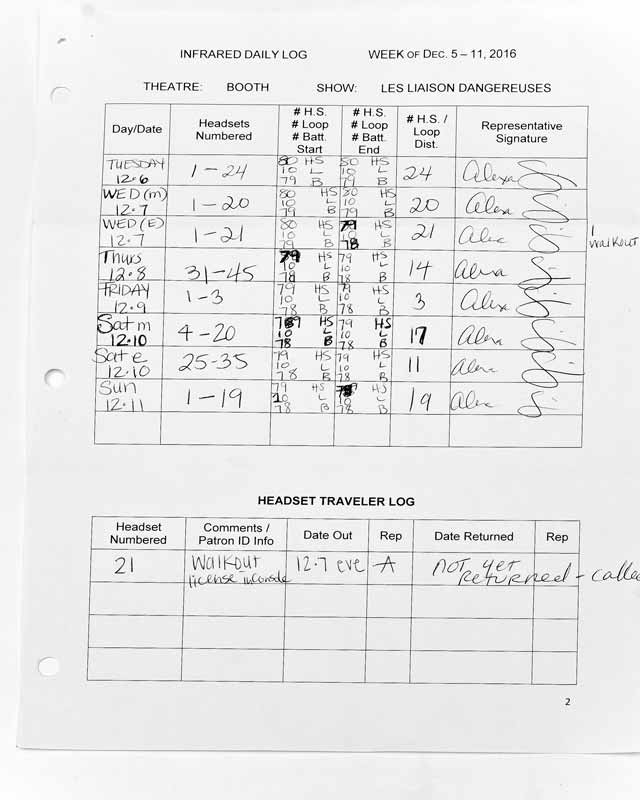 INFRARED DAILY LOG WEEK OF DEC. 5 – 11, 2016
THEATRE: BOOTH SHOW: LES LIAISON DANGEREUSES
Day/Date Headsets Numbered # H.S. # Loop # Batt. Start # H.S. # Loop # Batt. End # H.S. / Loop Dist. Representative Signature
TUESDAY 12.6 1-24 80 HS 10 L 79 B 80 HS 10 L 79 B 24 Alexa
WED (m) 12.7 1-20 80 HS 10 L 79 B 80 HS 10 L 79 B 20 Alexa
WED (E) 12.7 1-21 80 HS 10 L 79 B 79 HS 10 L 78 B 21 Alexa 1 walkout
Thurs 12.8 31-45 79 HS 10 L 78 B 79 HS 10 L 78 B 14 Alexa
FRIDAY 12.9 1-3 79 HS 10 L 78 B 79 HS 10 L 78 B 3 Alexa
Sat m 12.10 4-20 79 HS 10 L 78 B 79 HS 10 L 78 B 17 Alexa
Sat e 12.10 25-35 79 HS 10 L 78 B 79 HS 10 L 78 B 11 Alexa
Sun 12.11 1-19 79 HS 10 L 78 B 79 HS 10 L 78 B 19 Alexa
HEADSET TRAVELER LOG
Headset Numbered Comments / Patron ID Info Date Out Rep Date Returned Rep
21 Walkout license in console 12.7 eve A not yet returned - called
2